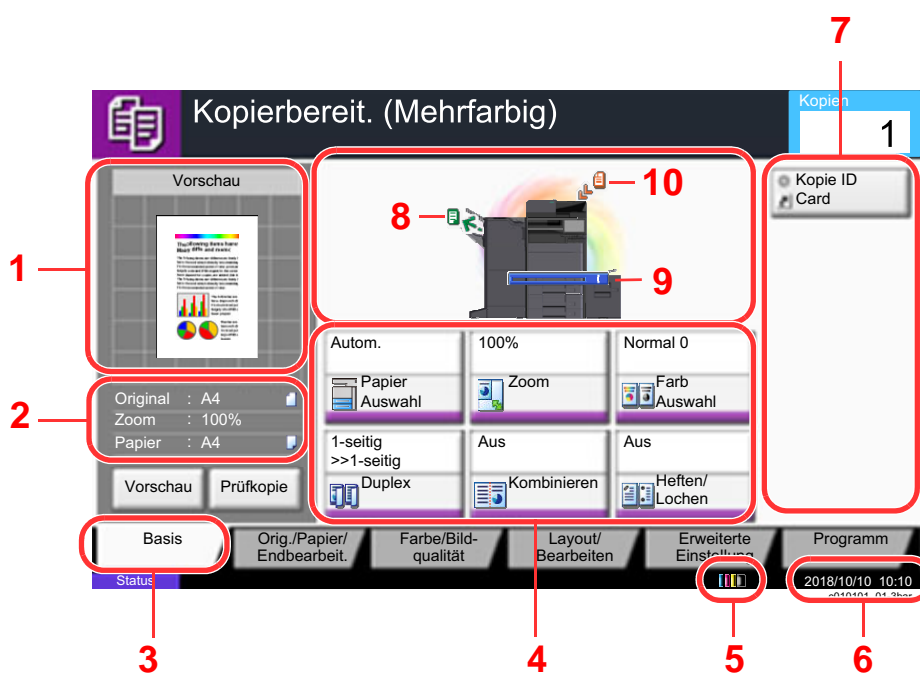 7
Kopierbereit. (Mehrfarbig)
Kopien
1
Vorschau
10
8
9
Kopie ID
Card
1
Autom.
100%
Normal 0
Papier
Auswahl
Zoom
Farb
Auswahl
2
Original : A4
Zoom : 100%
Papier : A4
1-seitig
>>1-seitig
Aus
Aus
Duplex
Kombinieren
Heften/
Lochen
Vorschau
Prüfkopie
Basis
Orig./Papier/
Endbearbeit.
Farbe/Bild-
qualität
Layout/
Bearbeiten
Erweiterte
Einstellung
Programm
Status
2018/10/10 10:10
3
4
5
6